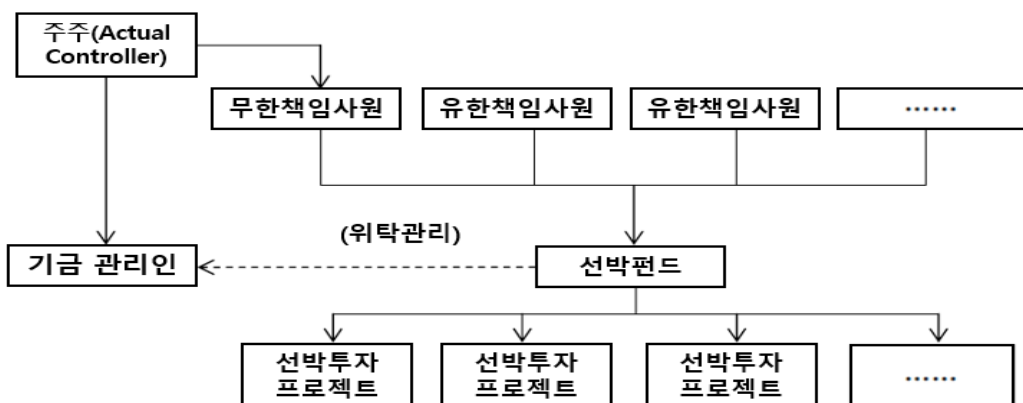 주주(Actual
Controller)
무한책임사원
유한책임사원
유한책임사원
……
(위탁관리)
기금 관리인
선박펀드
선박투자
프로젝트
선박투자
프로젝트
선박투자
프로젝트
……